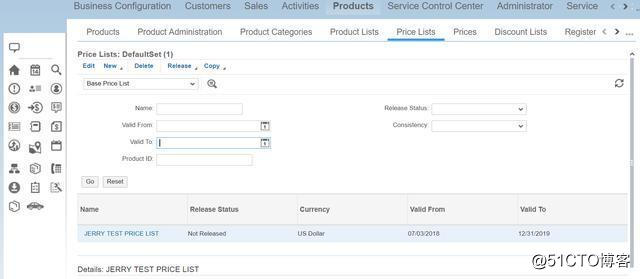 Business Configuration Customers Sales Activities Products Service Control Center Administrator Service
Products Product Administration Product Categories Product Lists Price Lists Prices Discount Lists Register ...
Price Lists: DefaultSet (1)
Edit New Delete Release Copy
Base Price List
Name:
Release Status:
Valid From:
Consistency:
Valid To:
Product ID:
Go Reset
Name Release Status Currency Valid From Valid To
JERRY TEST PRICE LIST Not Released US Dollar 07/03/2018 12/31/2019
Details: JERRY TEST PRICE LIST
@51CTO博客